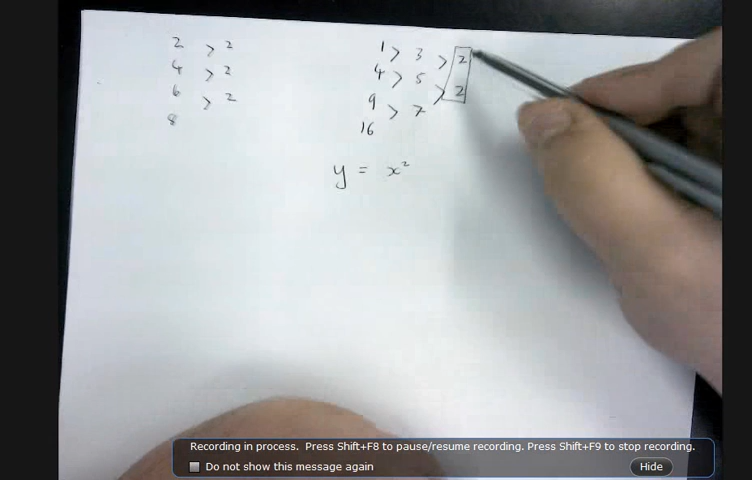 2 > 2
4 > 2
6 > 2
8
1 > 3 > 2
4 > 5 > 2
9 > 7
16
y = x²
Recording in process. Press Shift+F8 to pause/resume recording. Press Shift+F9 to stop recording.
Do not show this message again
Hide